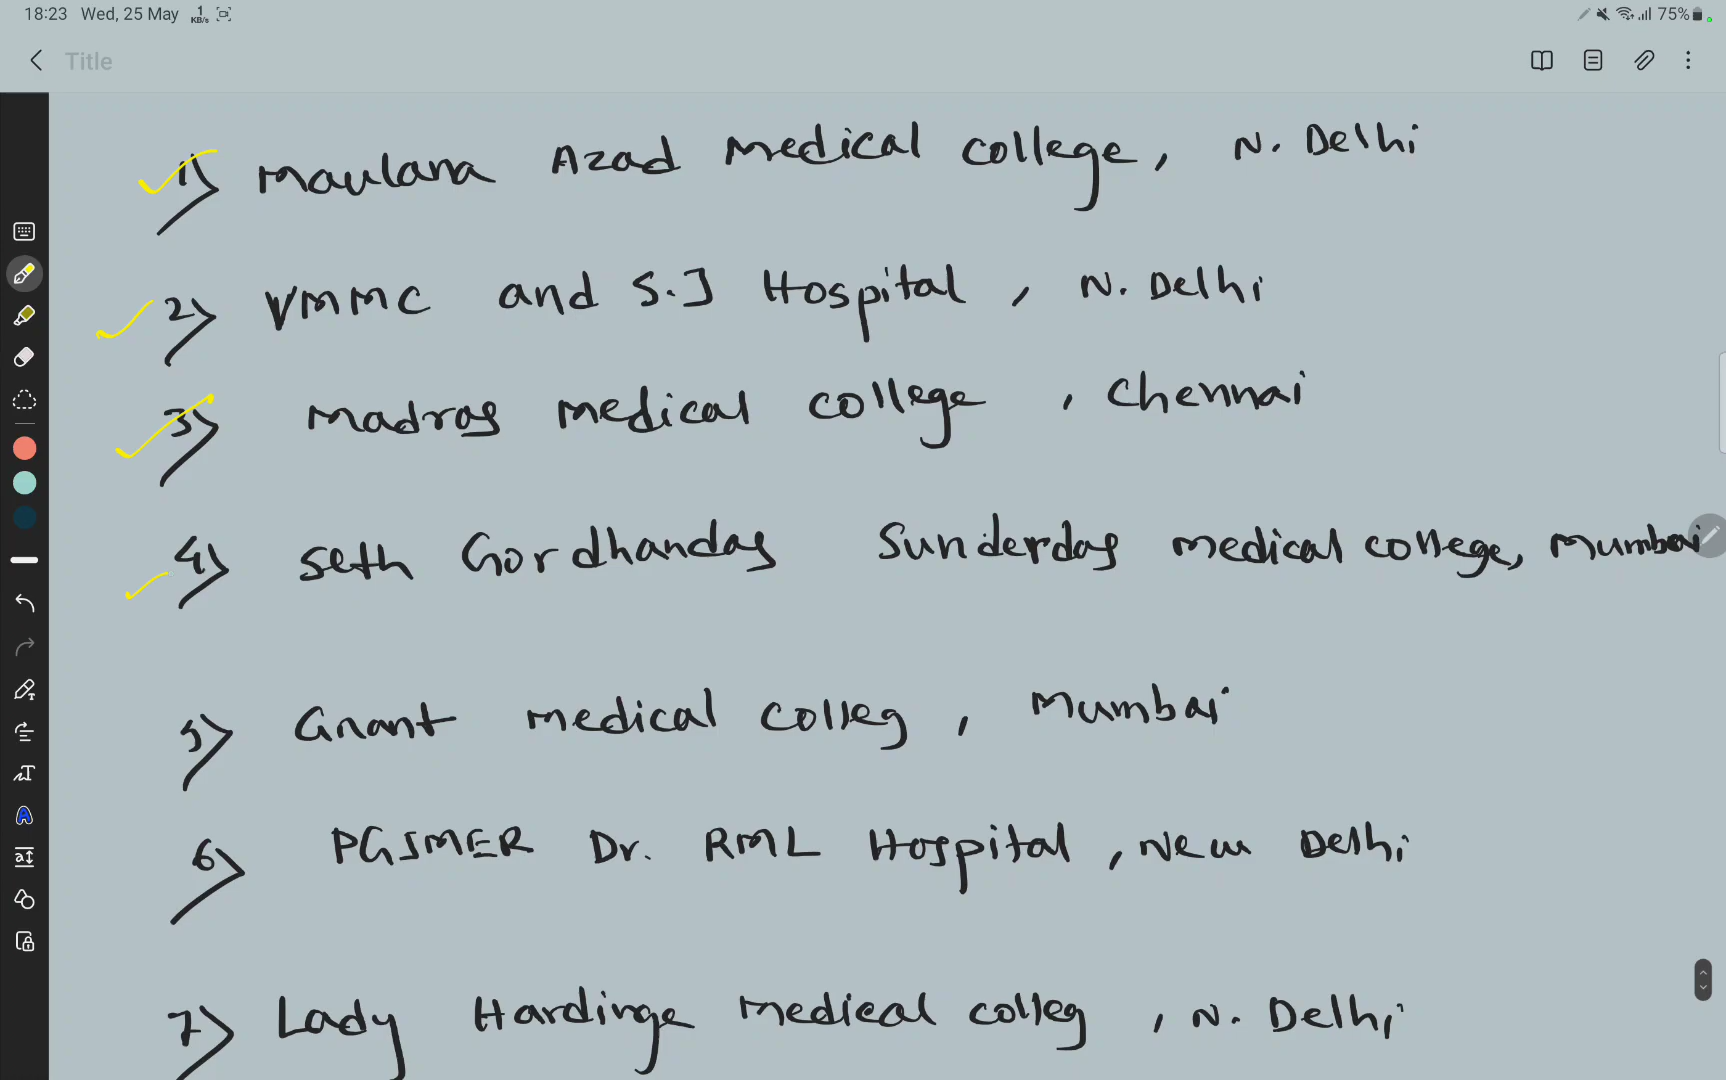 18:23 Wed, 25 May 1 KB/s 75%
Title
1) Maulana Azad Medical college, N. Delhi
2) VMMC and S.J Hospital, N. Delhi
3) Madras Medical college, Chennai
4) Seth Gordhandas Sunderdas Medical college, Mumbai
5) Grant Medical colleg, Mumbai
6) PGIMER Dr. RML Hospital, New Delhi
7) Lady Hardinge Medical colleg, N. Delhi